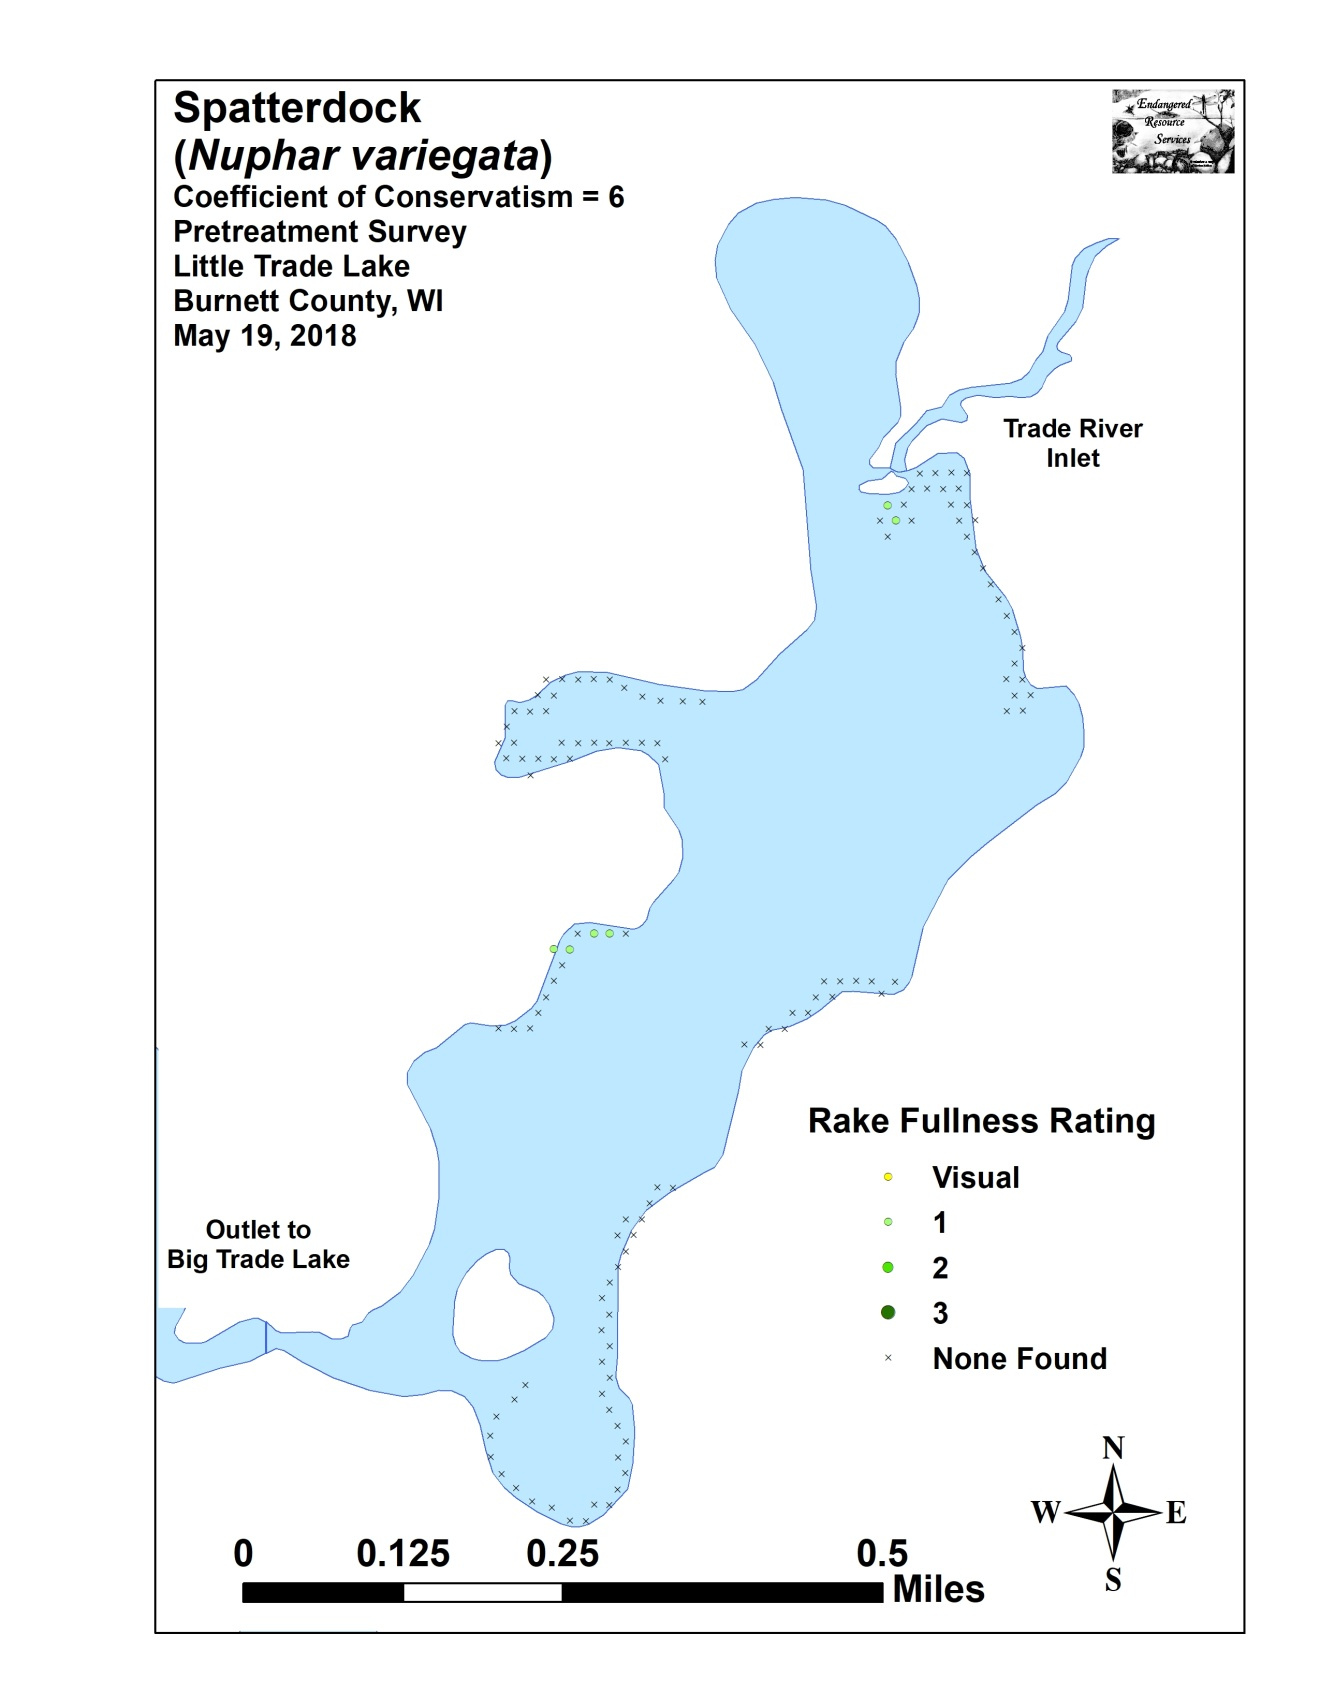 Spatterdock
(Nuphar variegata)
Coefficient of Conservatism = 6
Pretreatment Survey
Little Trade Lake
Burnett County, WI
May 19, 2018
Endangered
Resource
Services
Trade River
Inlet
Rake Fullness Rating
Visual
1
2
3
None Found
Outlet to
Big Trade Lake
N
W E
S
0 0.125 0.25 0.5
Miles